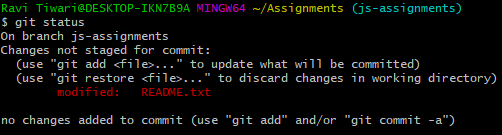 Ravi Tiwari@DESKTOP-IKN7B9A MINGW64 ~/Assignments (js-assignments)
$ git status
On branch js-assignments
Changes not staged for commit:
  (use "git add <file>..." to update what will be committed)
  (use "git restore <file>..." to discard changes in working directory)
        modified:   README.txt

no changes added to commit (use "git add" and/or "git commit -a")